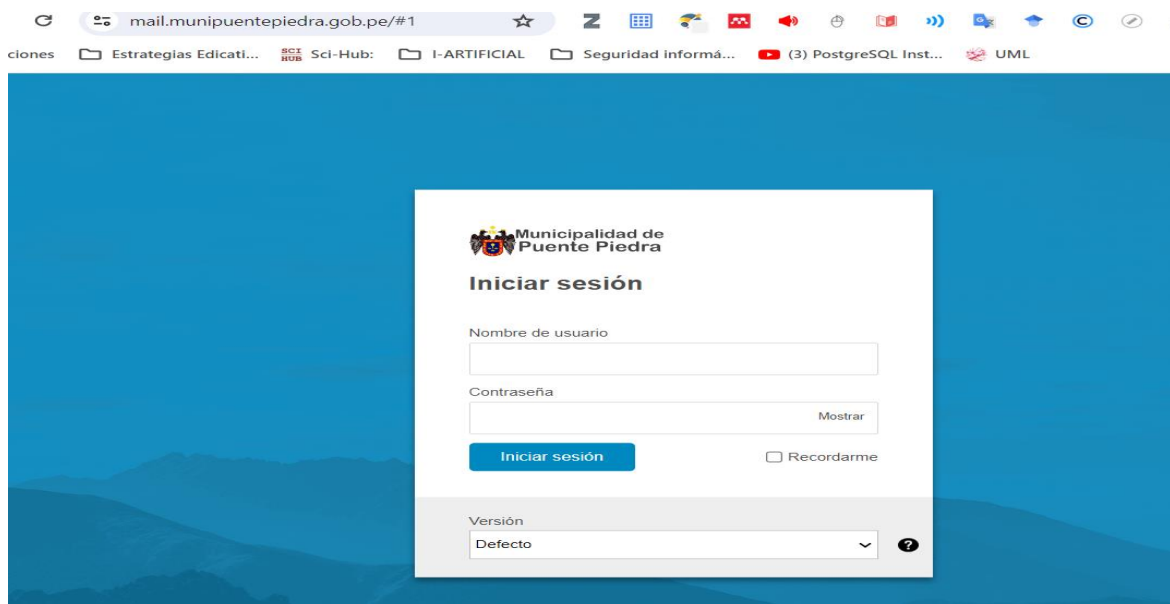 mail.munipuentepiedra.gob.pe/#1
ciones Estrategias Edicati... SCI HUB Sci-Hub: I-ARTIFICIAL Seguridad informá... (3) PostgreSQL Inst... UML
Municipalidad de
Puente Piedra
Iniciar sesión
Nombre de usuario
Contraseña
Mostrar
Iniciar sesión Recordarme
Versión
Defecto